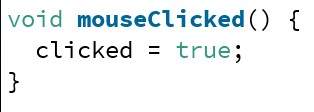 void mouseClicked() {
  clicked = true;
}